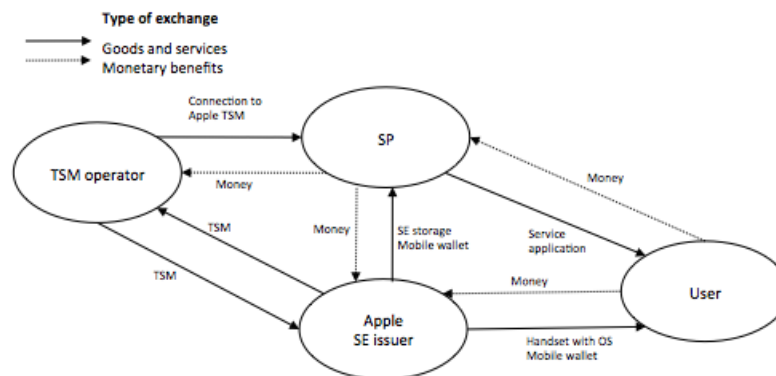 Type of exchange
Goods and services
Monetary benefits
Connection to
Apple TSM
SP
TSM operator
Money
Money
TSM
Money
SE storage
Mobile wallet
Service
application
TSM
Money
User
Apple
SE issuer
Handset with OS
Mobile wallet